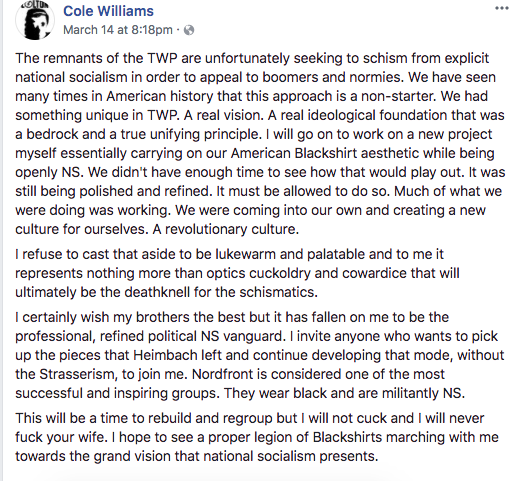 Cole Williams
March 14 at 8:18pm ·
The remnants of the TWP are unfortunately seeking to schism from explicit
national socialism in order to appeal to boomers and normies. We have seen
many times in American history that this approach is a non-starter. We had
something unique in TWP. A real vision. A real ideological foundation that was
a bedrock and a true unifying principle. I will go on to work on a new project
myself essentially carrying on our American Blackshirt aesthetic while being
openly NS. We didn't have enough time to see how that would play out. It was
still being polished and refined. It must be allowed to do so. Much of what we
were doing was working. We were coming into our own and creating a new
culture for ourselves. A revolutionary culture.
I refuse to cast that aside to be lukewarm and palatable and to me it
represents nothing more than optics cuckoldry and cowardice that will
ultimately be the deathknell for the schismatics.
I certainly wish my brothers the best but it has fallen on me to be the
professional, refined political NS vanguard. I invite anyone who wants to pick
up the pieces that Heimbach left and continue developing that mode, without
the Strasserism, to join me. Nordfront is considered one of the most
successful and inspiring groups. They wear black and are militantly NS.
This will be a time to rebuild and regroup but I will not cuck and I will never
fuck your wife. I hope to see a proper legion of Blackshirts marching with me
towards the grand vision that national socialism presents.